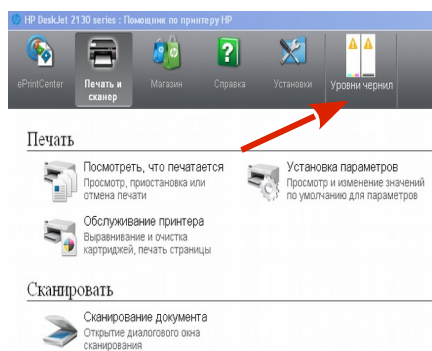 HP DeskJet 2130 series : Помощник по принтеру HP
ePrintCenter
Печать и
сканер
Магазин
Справка
Установки
Уровни чернил
Печать
Посмотреть, что печатается
Просмотр, приостановка или
отмена печати
Установка параметров
Просмотр и изменение значений
по умолчанию для параметров
Обслуживание принтера
Выравнивание и очистка
картриджей, печать страницы
Сканировать
Сканирование документа
Открытие диалогового окна
сканирования